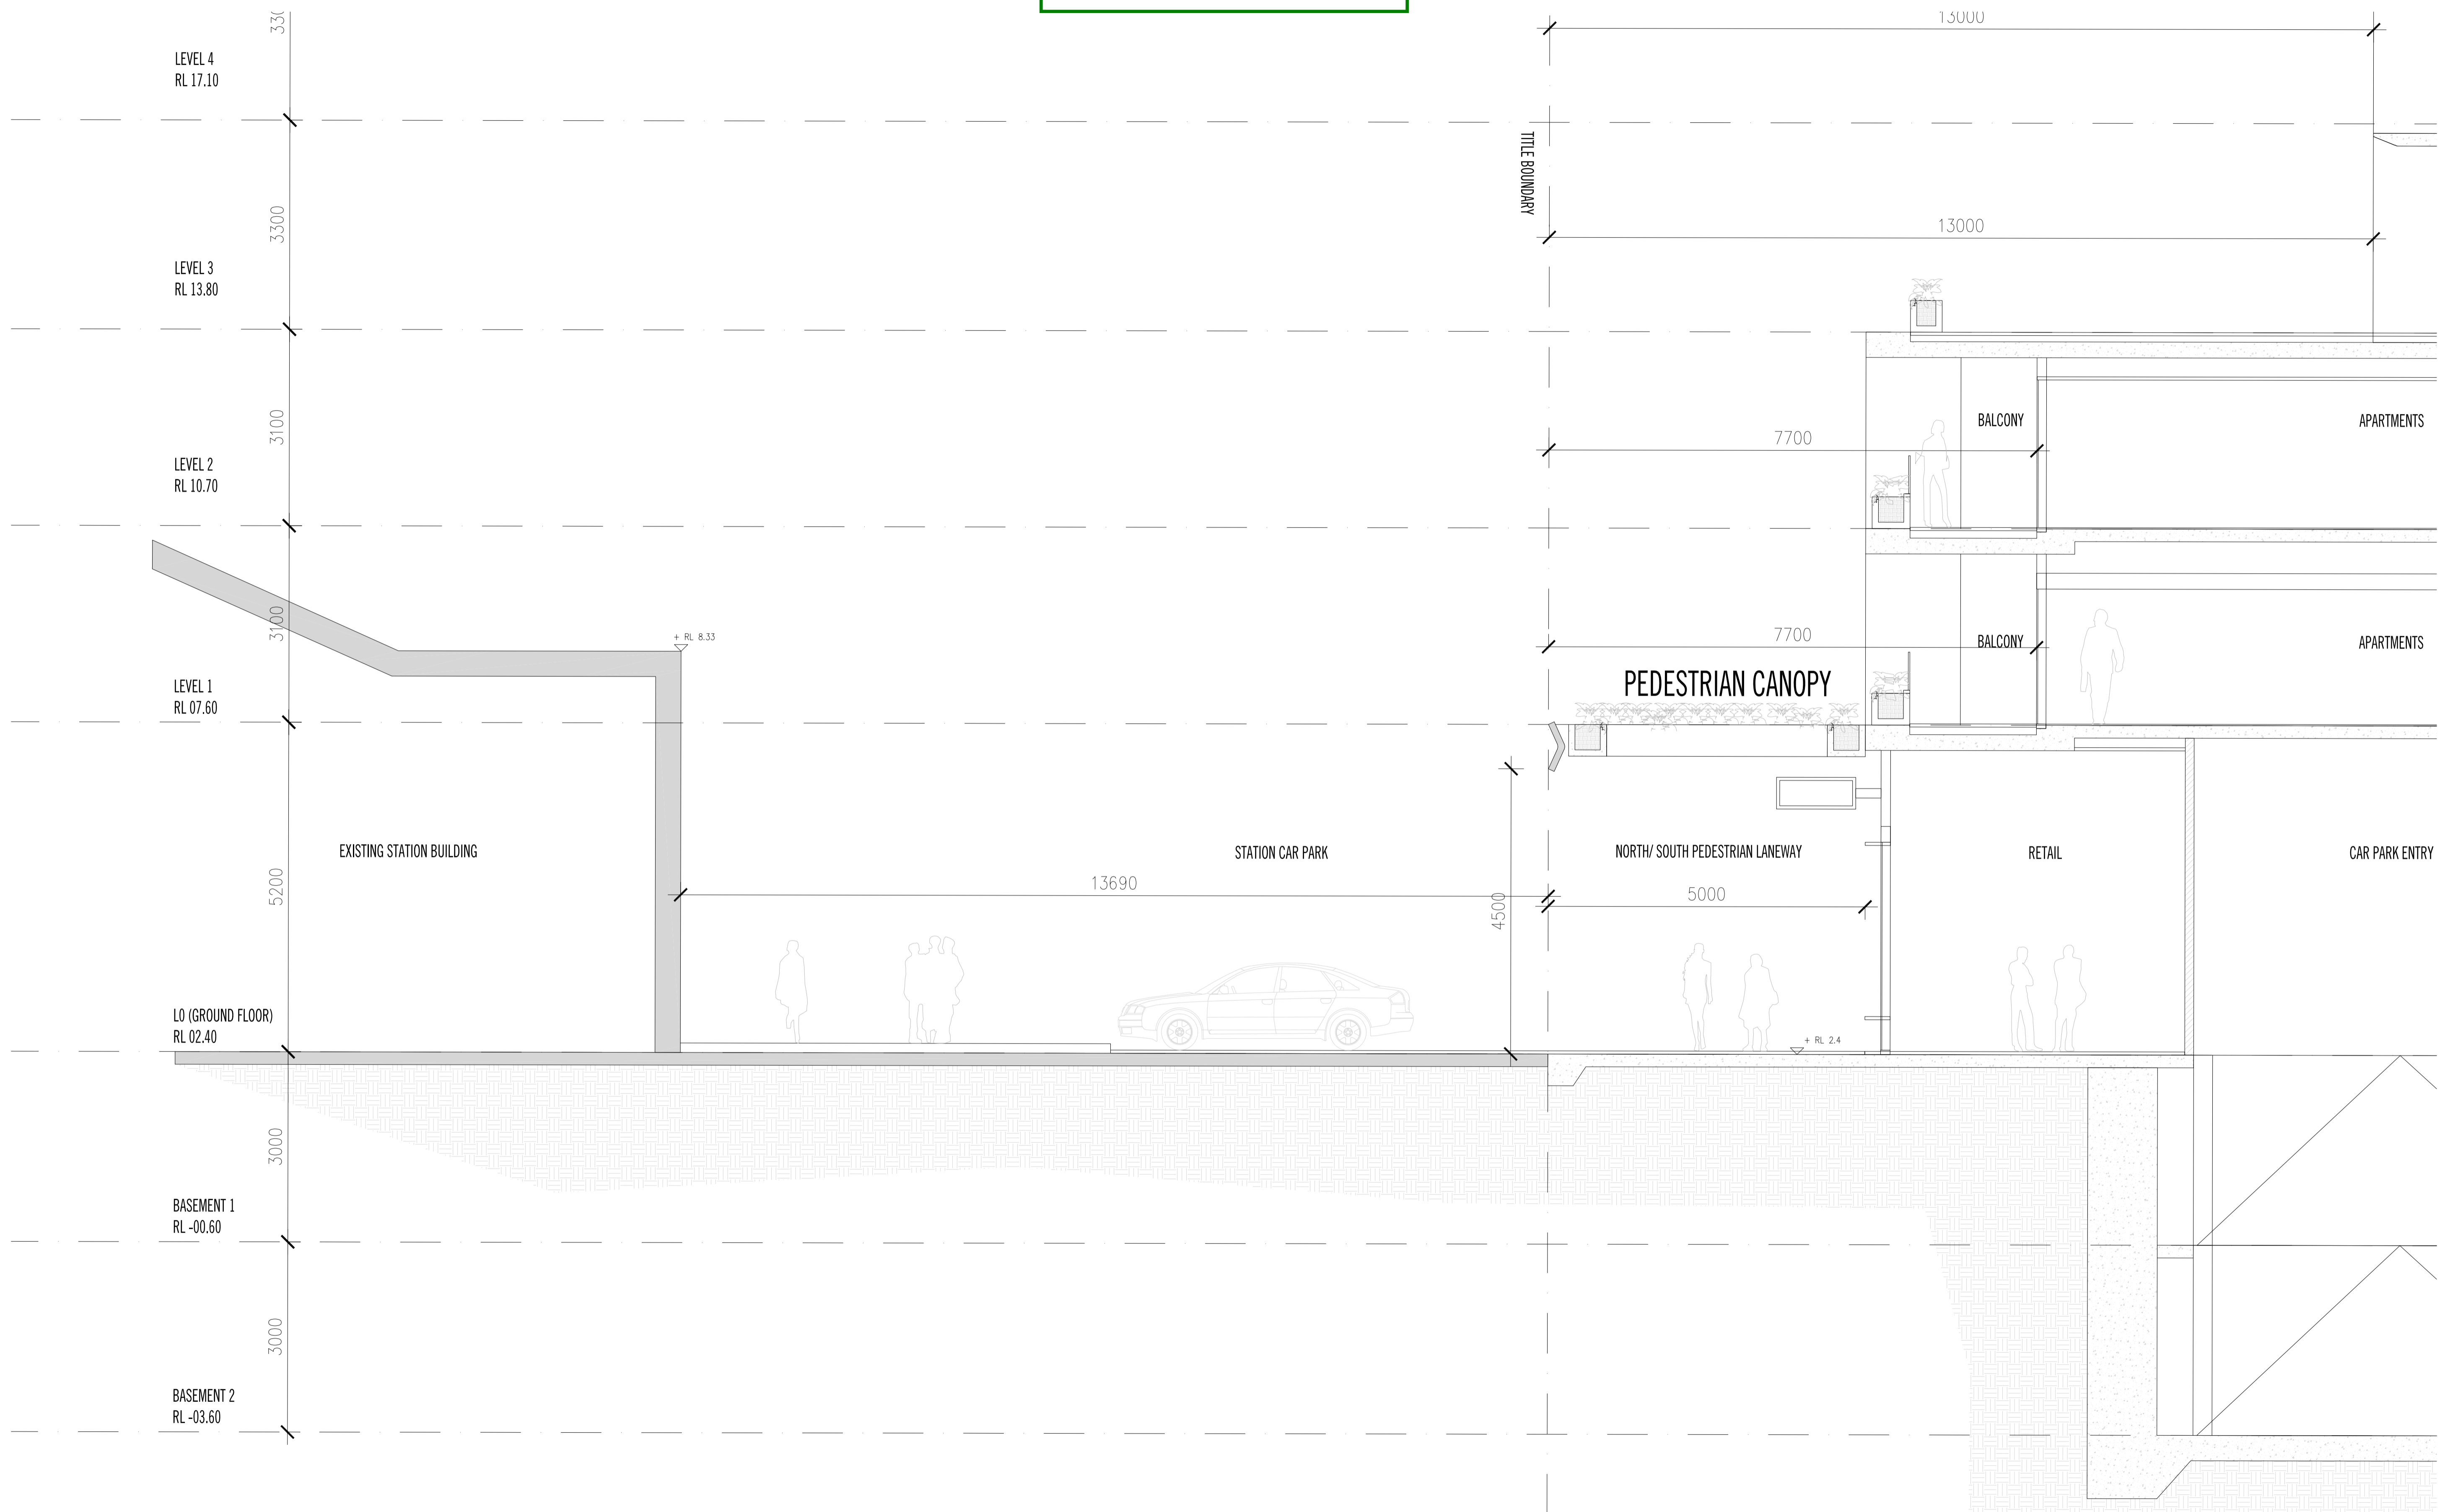 13000
330
LEVEL 4
RL 17.10
TITLE BOUNDARY
3300
13000
LEVEL 3
RL 13.80
3100
BALCONY
APARTMENTS
7700
LEVEL 2
RL 10.70
3100
+ RL 8.33
7700
BALCONY
APARTMENTS
PEDESTRIAN CANOPY
LEVEL 1
RL 07.60
EXISTING STATION BUILDING
STATION CAR PARK
NORTH/ SOUTH PEDESTRIAN LANEWAY
RETAIL
CAR PARK ENTRY
5200
13690
4500
5000
L0 (GROUND FLOOR)
RL 02.40
+ RL 2.4
3000
BASEMENT 1
RL -00.60
3000
BASEMENT 2
RL -03.60